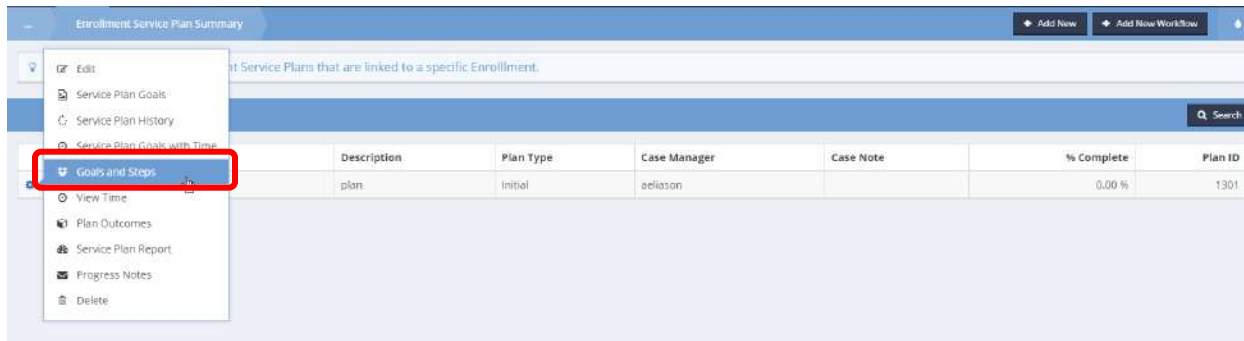 Enrollment Service Plan Summary
Add New
Add New Workflow
Edit
nt Service Plans that are linked to a specific Enrolllment.
Service Plan Goals
Service Plan History
Search
Service Plan Goals with Time
Goals and Steps
Description Plan Type Case Manager Case Note % Complete Plan ID
plan Initial aeliason 0.00 % 1301
View Time
Plan Outcomes
Service Plan Report
Progress Notes
Delete